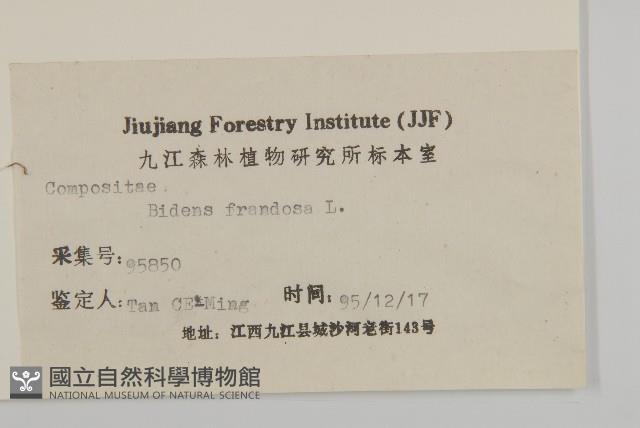 Jiujiang Forestry Institute (JJF)
九江森林植物研究所标本室
Compositae.
Bidens frandosa L.
采集号: 95850
鉴定人: Tan CE-Ming 时间: 95/12/17
地址: 江西九江县城沙河老街143号
國立自然科學博物館
NATIONAL MUSEUM OF NATURAL SCIENCE